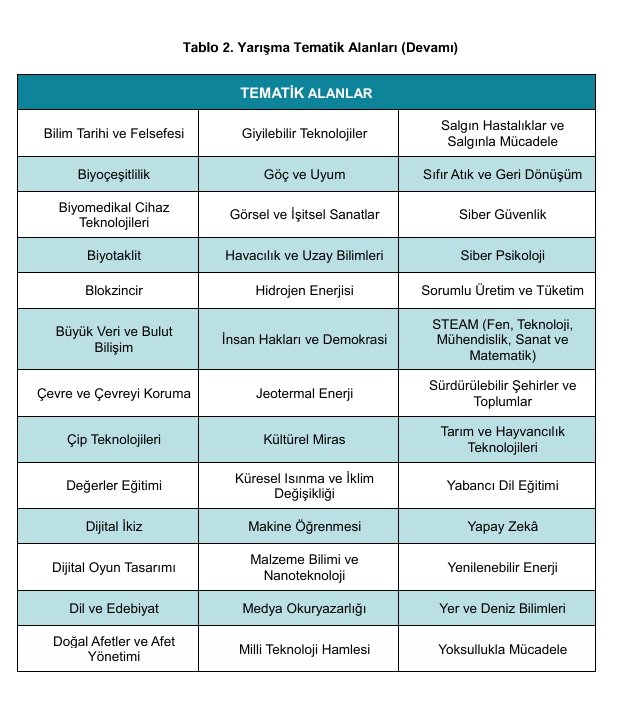 Tablo 2. Yarışma Tematik Alanları (Devamı)
TEMATİK ALANLAR
Bilim Tarihi ve Felsefesi
Giyilebilir Teknolojiler
Salgın Hastalıklar ve
Salgınla Mücadele
Biyoçeşitlilik
Göç ve Uyum
Sıfır Atık ve Geri Dönüşüm
Biyomedikal Cihaz
Teknolojileri
Görsel ve İşitsel Sanatlar
Siber Güvenlik
Biyotaklit
Havacılık ve Uzay Bilimleri
Siber Psikoloji
Blokzincir
Hidrojen Enerjisi
Sorumlu Üretim ve Tüketim
Büyük Veri ve Bulut
Bilişim
İnsan Hakları ve Demokrasi
STEAM (Fen, Teknoloji,
Mühendislik, Sanat ve
Matematik)
Çevre ve Çevreyi Koruma
Jeotermal Enerji
Sürdürülebilir Şehirler ve
Toplumlar
Çip Teknolojileri
Kültürel Miras
Tarım ve Hayvancılık
Teknolojileri
Değerler Eğitimi
Küresel Isınma ve İklim
Değişikliği
Yabancı Dil Eğitimi
Dijital İkiz
Makine Öğrenmesi
Yapay Zekâ
Dijital Oyun Tasarımı
Malzeme Bilimi ve
Nanoteknoloji
Yenilenebilir Enerji
Dil ve Edebiyat
Medya Okuryazarlığı
Yer ve Deniz Bilimleri
Doğal Afetler ve Afet
Yönetimi
Milli Teknoloji Hamlesi
Yoksullukla Mücadele